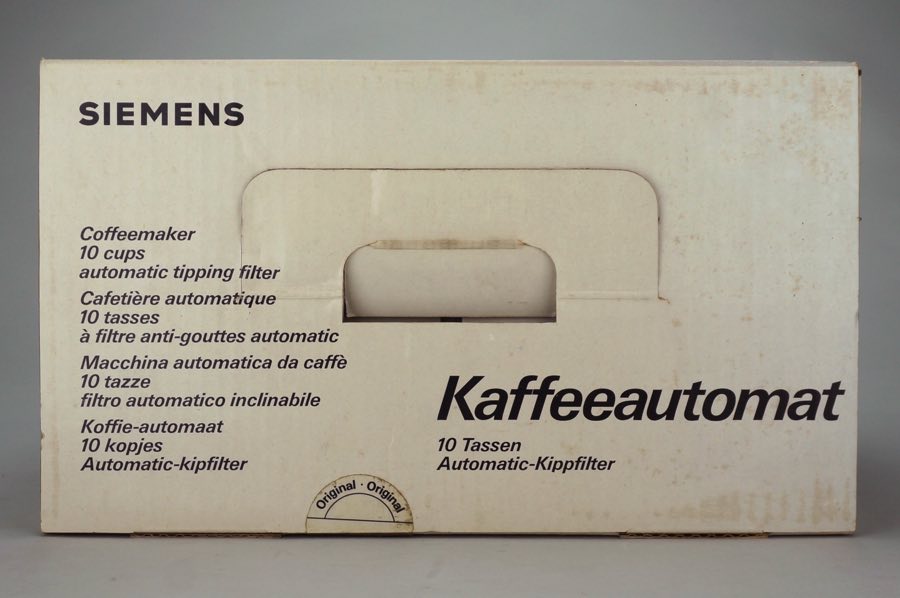 SIEMENS
Coffeemaker
10 cups
automatic tipping filter
Cafetière automatique
10 tasses
à filtre anti-gouttes automatic
Macchina automatica da caffè
10 tazze
filtro automatico inclinabile
Koffie-automaat
10 kopjes
Automatic-kipfilter
Kaffeeautomat
10 Tassen
Automatic-Kippfilter
Original · Original